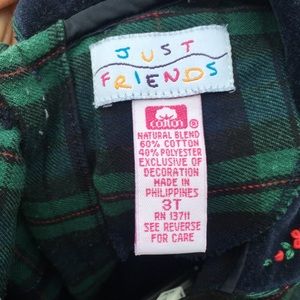 JUST
FRIENDS
cotton ®
NATURAL BLEND
60% COTTON
40% POLYESTER
EXCLUSIVE OF
DECORATION
MADE IN
PHILIPPINES
3T
RN 13711
SEE REVERSE
FOR CARE